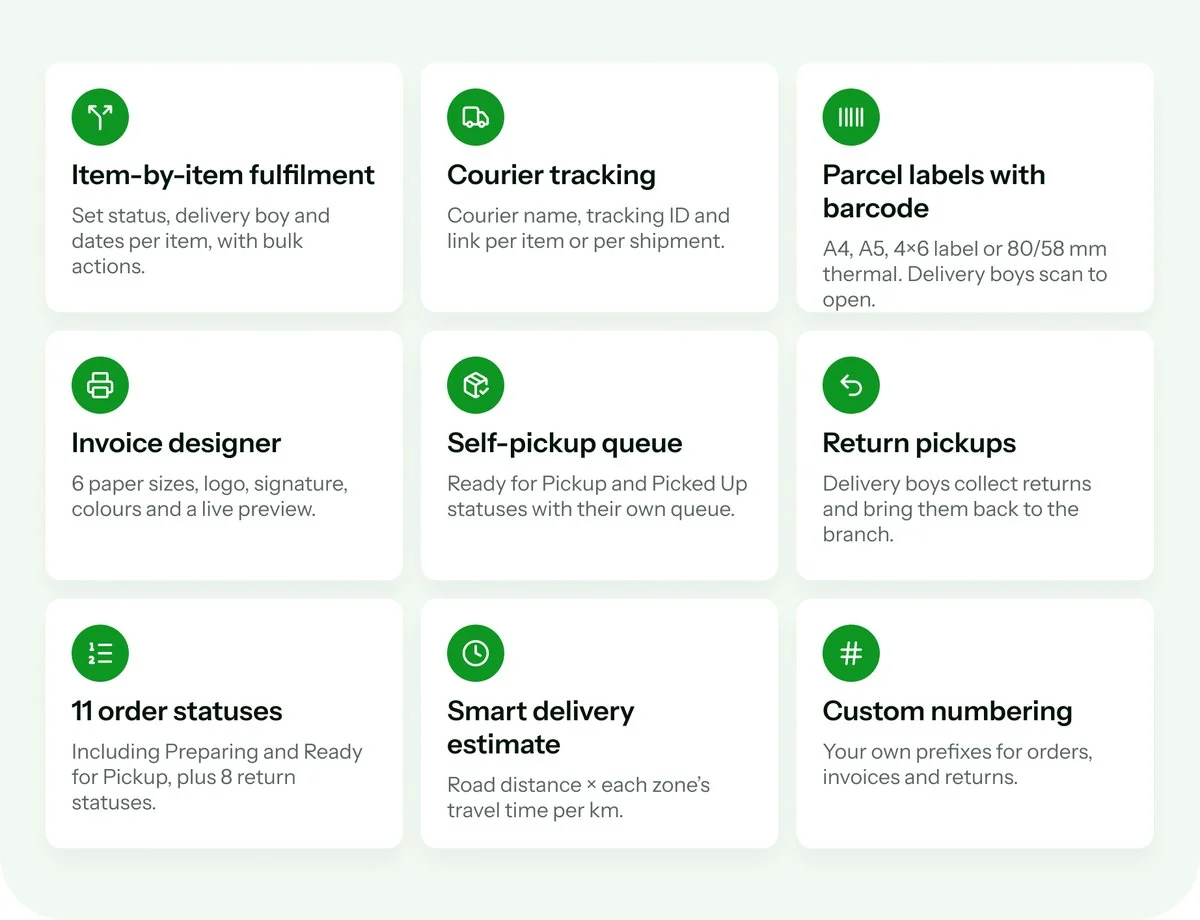 Item-by-item fulfilment
Set status, delivery boy and
dates per item, with bulk
actions.
Courier tracking
Courier name, tracking ID and
link per item or per shipment.
Parcel labels with
barcode
A4, A5, 4×6 label or 80/58 mm
thermal. Delivery boys scan to
open.
Invoice designer
6 paper sizes, logo, signature,
colours and a live preview.
Self-pickup queue
Ready for Pickup and Picked Up
statuses with their own queue.
Return pickups
Delivery boys collect returns
and bring them back to the
branch.
1
2
11 order statuses
Including Preparing and Ready
for Pickup, plus 8 return
statuses.
Smart delivery
estimate
Road distance × each zone’s
travel time per km.
#
Custom numbering
Your own prefixes for orders,
invoices and returns.